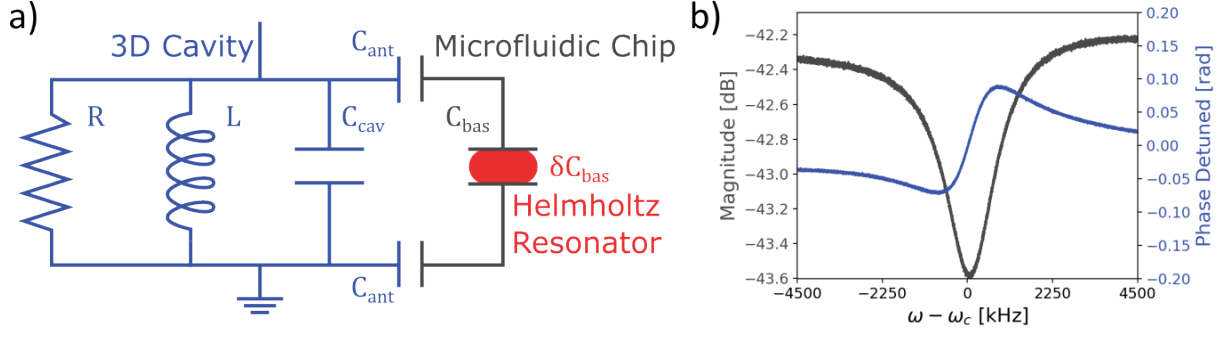 a)
3D Cavity
C_ant
Microfluidic Chip
R
L
C_cav
C_bas
δC_bas
Helmholtz
Resonator
C_ant
b)
Magnitude [dB]
−42.2
−42.4
−42.6
−42.8
−43.0
−43.2
−43.4
−43.6
−4500
−2250
0
2250
4500
ω − ω_c [kHz]
0.20
0.15
0.10
0.05
0.00
−0.05
−0.10
−0.15
−0.20
Phase Detuned [rad]